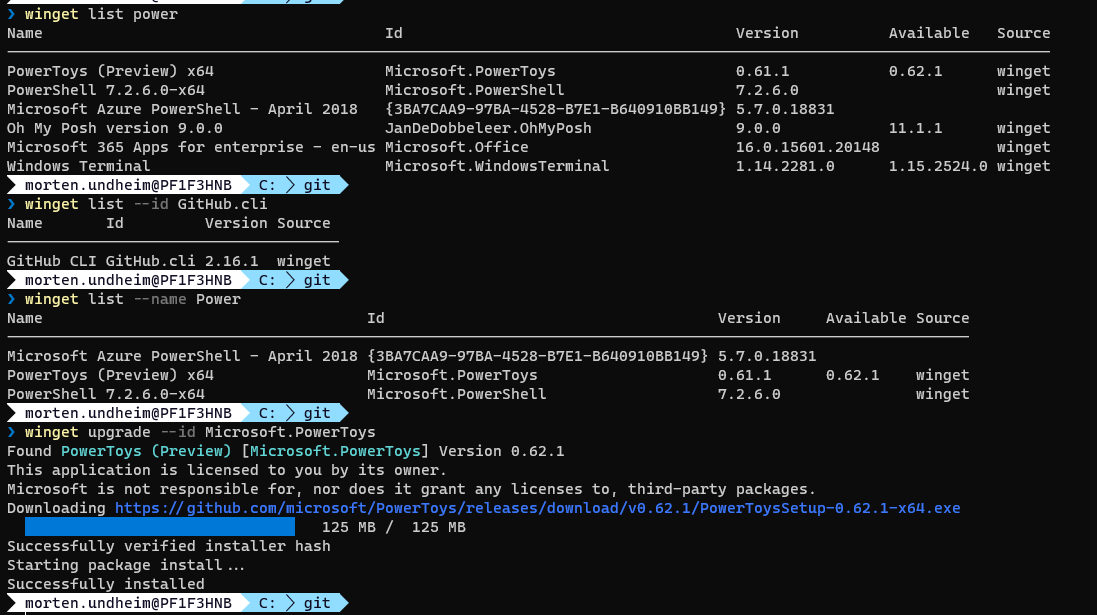 git
❯ winget list power
Name Id Version Available Source
PowerToys (Preview) x64 Microsoft.PowerToys 0.61.1 0.62.1 winget
PowerShell 7.2.6.0-x64 Microsoft.PowerShell 7.2.6.0 winget
Microsoft Azure PowerShell - April 2018 {3BA7CAA9-97BA-4528-B7E1-B640910BB149} 5.7.0.18831
Oh My Posh version 9.0.0 JanDeDobbeleer.OhMyPosh 9.0.0 11.1.1 winget
Microsoft 365 Apps for enterprise - en-us Microsoft.Office 16.0.15601.20148 winget
Windows Terminal Microsoft.WindowsTerminal 1.14.2281.0 1.15.2524.0 winget
morten.undheim@PF1F3HNB C: git
❯ winget list --id GitHub.cli
Name Id Version Source
GitHub CLI GitHub.cli 2.16.1 winget
morten.undheim@PF1F3HNB C: git
❯ winget list --name Power
Name Id Version Available Source
Microsoft Azure PowerShell - April 2018 {3BA7CAA9-97BA-4528-B7E1-B640910BB149} 5.7.0.18831
PowerToys (Preview) x64 Microsoft.PowerToys 0.61.1 0.62.1 winget
PowerShell 7.2.6.0-x64 Microsoft.PowerShell 7.2.6.0 winget
morten.undheim@PF1F3HNB C: git
❯ winget upgrade --id Microsoft.PowerToys
Found PowerToys (Preview) [Microsoft.PowerToys] Version 0.62.1
This application is licensed to you by its owner.
Microsoft is not responsible for, nor does it grant any licenses to, third-party packages.
Downloading https://github.com/microsoft/PowerToys/releases/download/v0.62.1/PowerToysSetup-0.62.1-x64.exe
125 MB / 125 MB
Successfully verified installer hash
Starting package install...
Successfully installed
morten.undheim@PF1F3HNB C: git